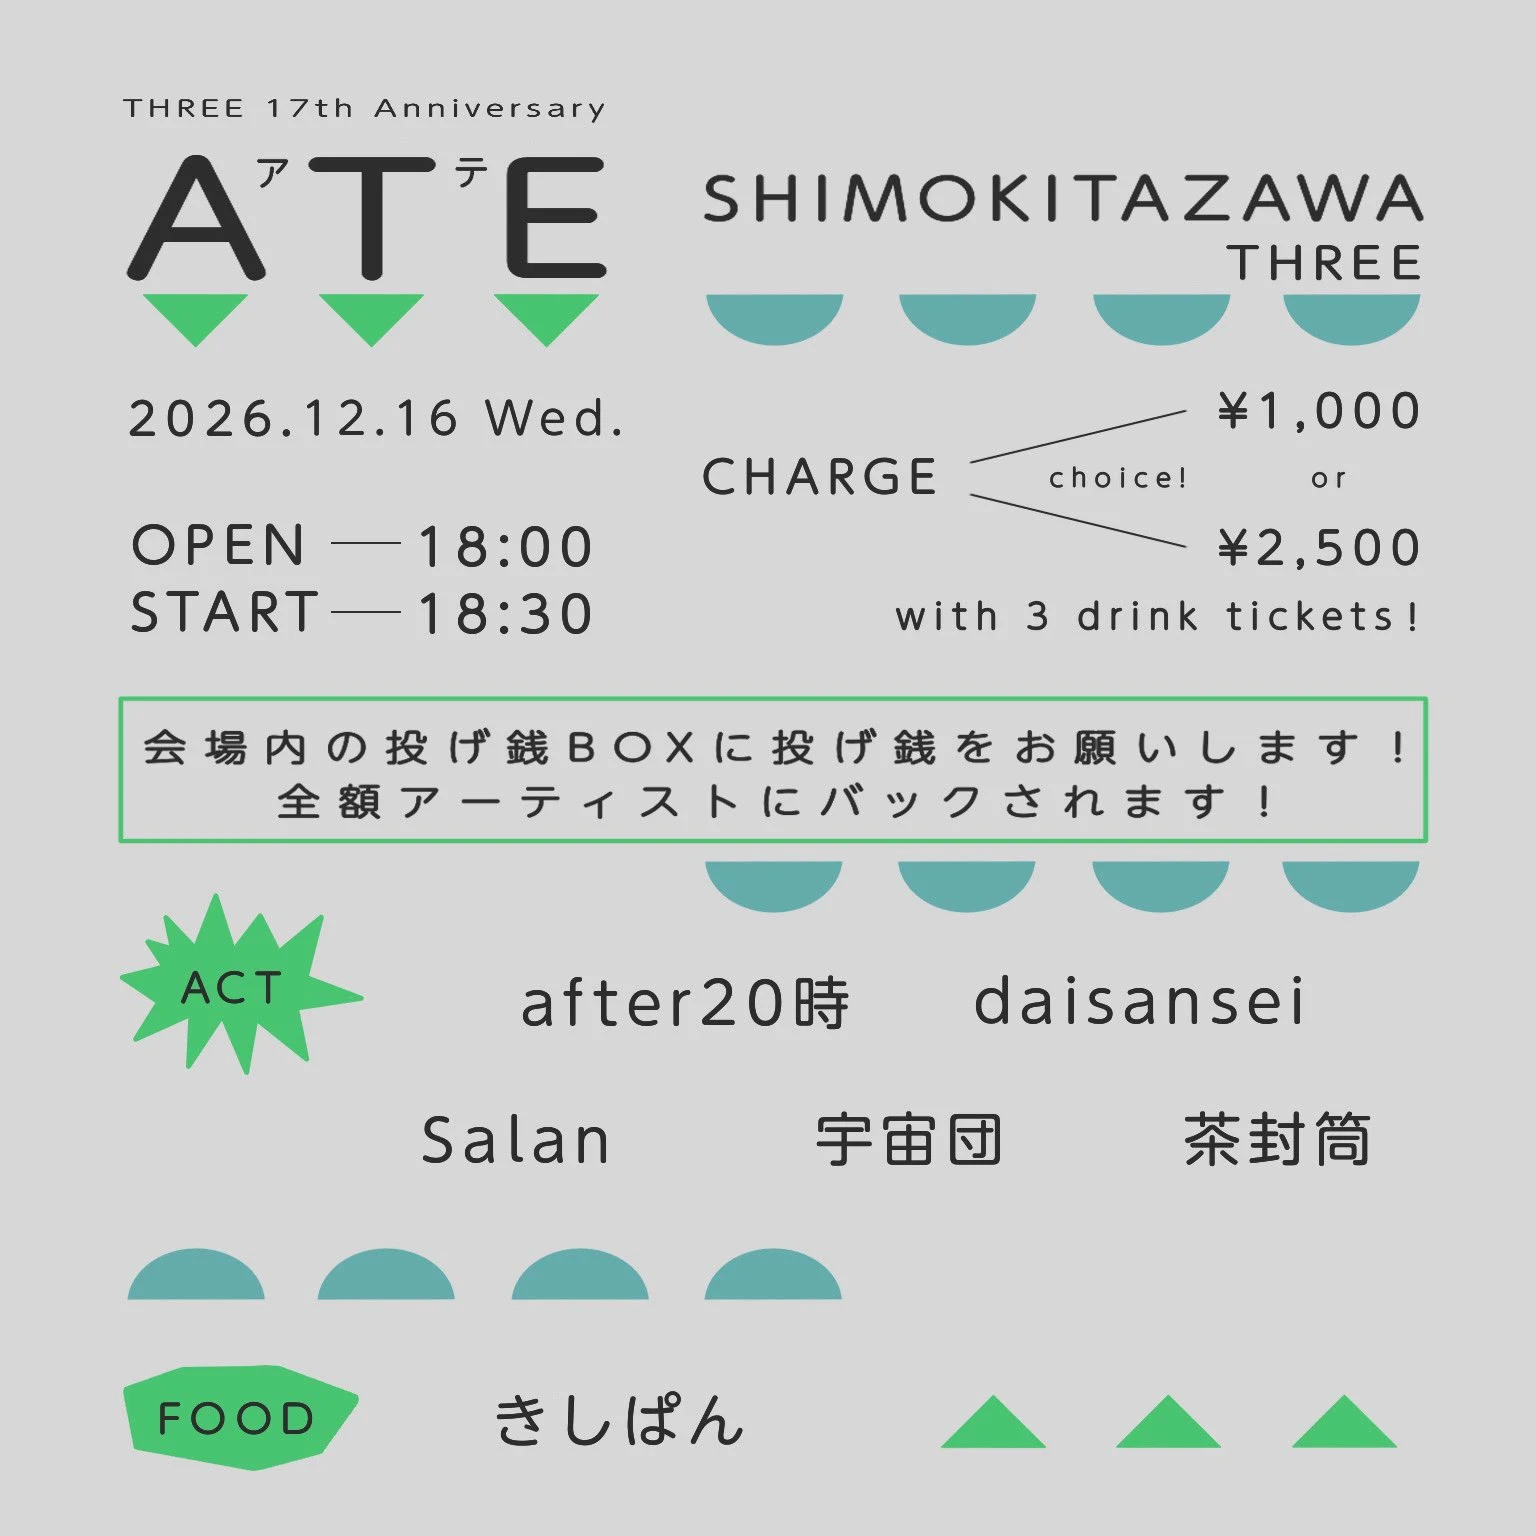 THREE 17th Anniversary
AアTテE
SHIMOKITAZAWA
THREE
2026.12.16 Wed.
OPEN — 18:00
START — 18:30
CHARGE
¥1,000
choice! or
¥2,500
with 3 drink tickets!
会場内の投げ銭BOXに投げ銭をお願いします!
全額アーティストにバックされます!
ACT
after20時 daisansei
Salan 宇宙団 茶封筒
FOOD きしぱん